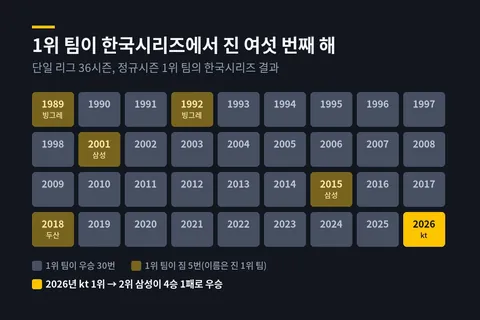 1위 팀이 한국시리즈에서 진 여섯 번째 해
단일 리그 36시즌, 정규시즌 1위 팀의 한국시리즈 결과
1989 1990 1991 1992 1993 1994 1995 1996 1997
빙그레 빙그레
1998 2001 2002 2003 2004 2005 2006 2007 2008
삼성
2009 2010 2011 2012 2013 2014 2015 2016 2017
삼성
2018 2019 2020 2021 2022 2023 2024 2025 2026
두산 kt
1위 팀이 우승 30번 1위 팀이 짐 5번(이름은 진 1위 팀)
2026년 kt 1위 → 2위 삼성이 4승 1패로 우승